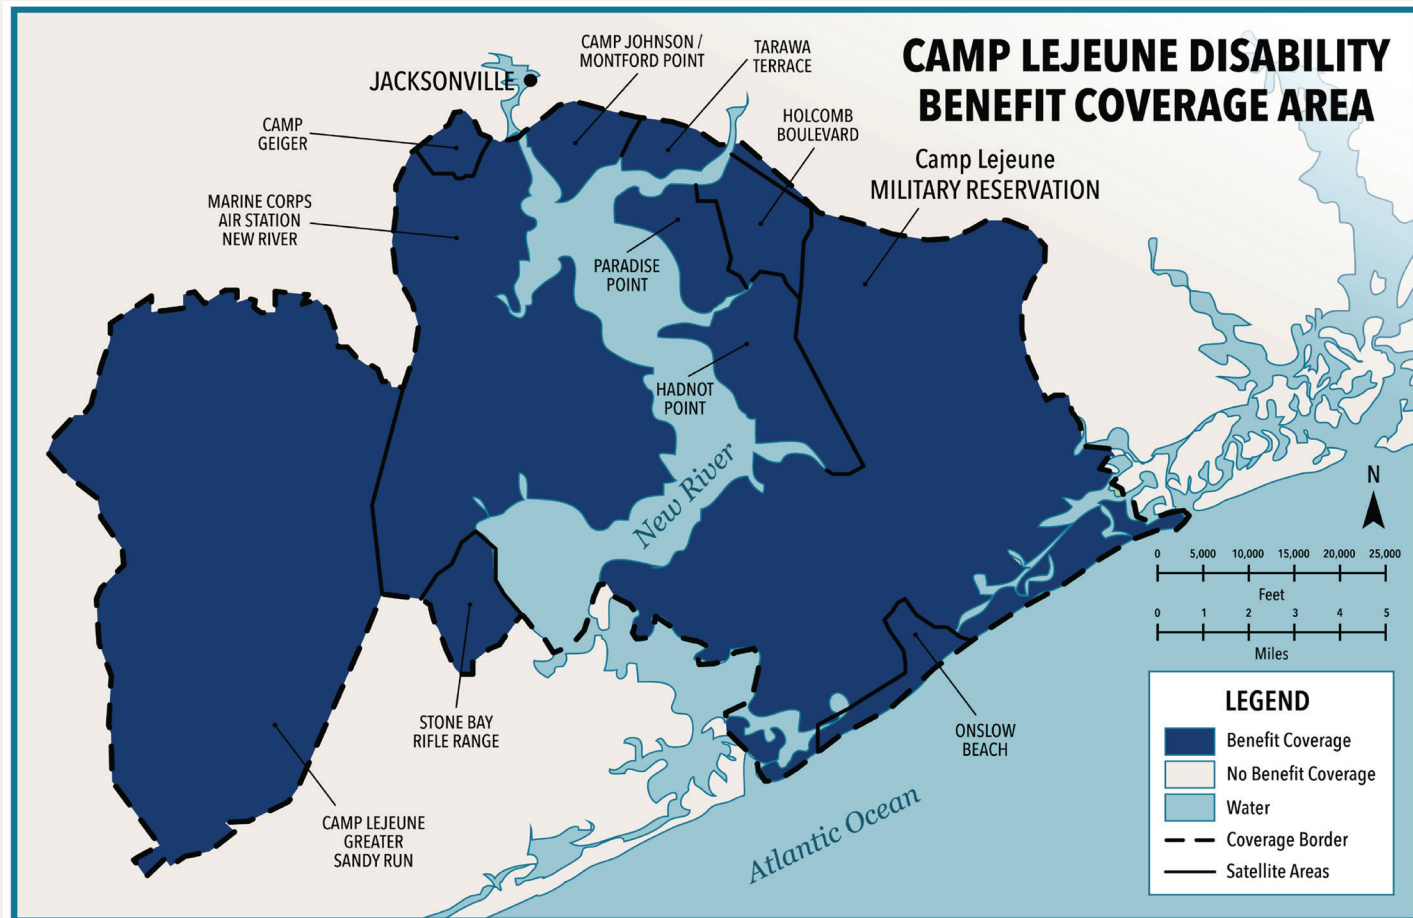 CAMP LEJEUNE DISABILITY
BENEFIT COVERAGE AREA
JACKSONVILLE
CAMP JOHNSON /
MONTFORD POINT
TARAWA
TERRACE
HOLCOMB
BOULEVARD
Camp Lejeune
MILITARY RESERVATION
CAMP
GEIGER
MARINE CORPS
AIR STATION
NEW RIVER
PARADISE
POINT
HADNOT
POINT
New River
STONE BAY
RIFLE RANGE
CAMP LEJEUNE
GREATER
SANDY RUN
ONSLOW
BEACH
Atlantic Ocean
N
0 5,000 10,000 15,000 20,000 25,000
Feet
0 1 2 3 4 5
Miles
LEGEND
Benefit Coverage
No Benefit Coverage
Water
Coverage Border
Satellite Areas